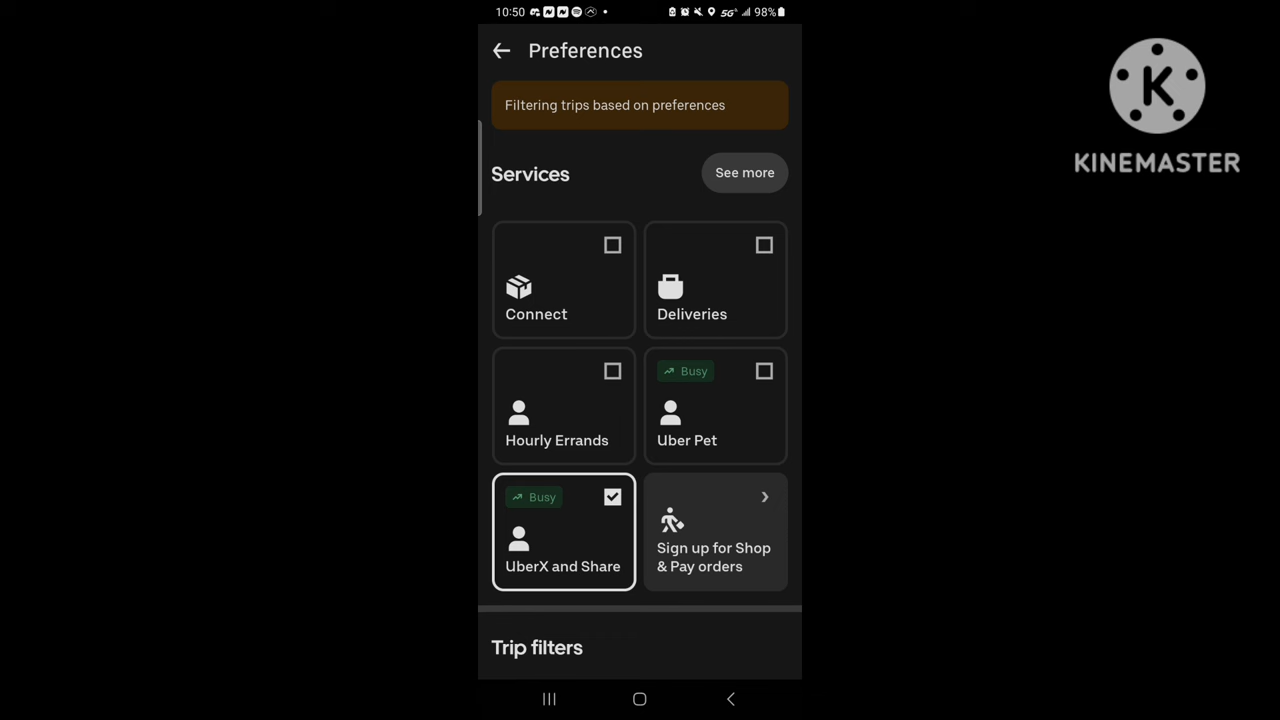 10:50
5G+
98%
Preferences
Filtering trips based on preferences
Services
See more
Connect
Deliveries
Hourly Errands
Busy
Uber Pet
Busy
UberX and Share
Sign up for Shop
& Pay orders
Trip filters
K
KINEMASTER